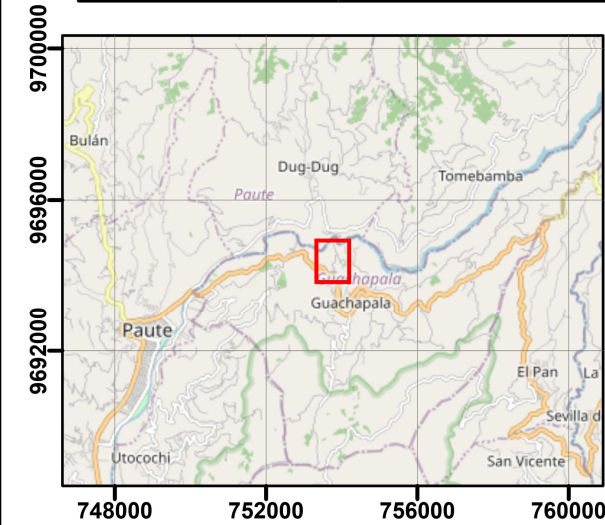 9700000
Bulán
Dug-Dug
Tomebamba
Paute
9696000
Guachapala
Guachapala
Paute
9692000
El Pan
La
Sevilla d
Utocochi
San Vicente
748000
752000
756000
760000